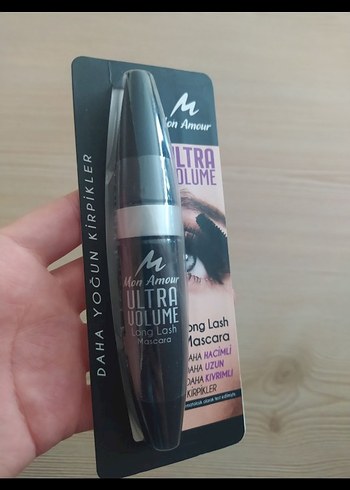 DAHA YOĞUN KİRPİKLER
Mon Amour
ULTRA
VOLUME
Long Lash
Mascara
Mon Amour
ULTRA
VOLUME
Long Lash
Mascara
DAHA HACİMLİ
DAHA UZUN
DAHA KIVRIMLI
KİRPİKLER